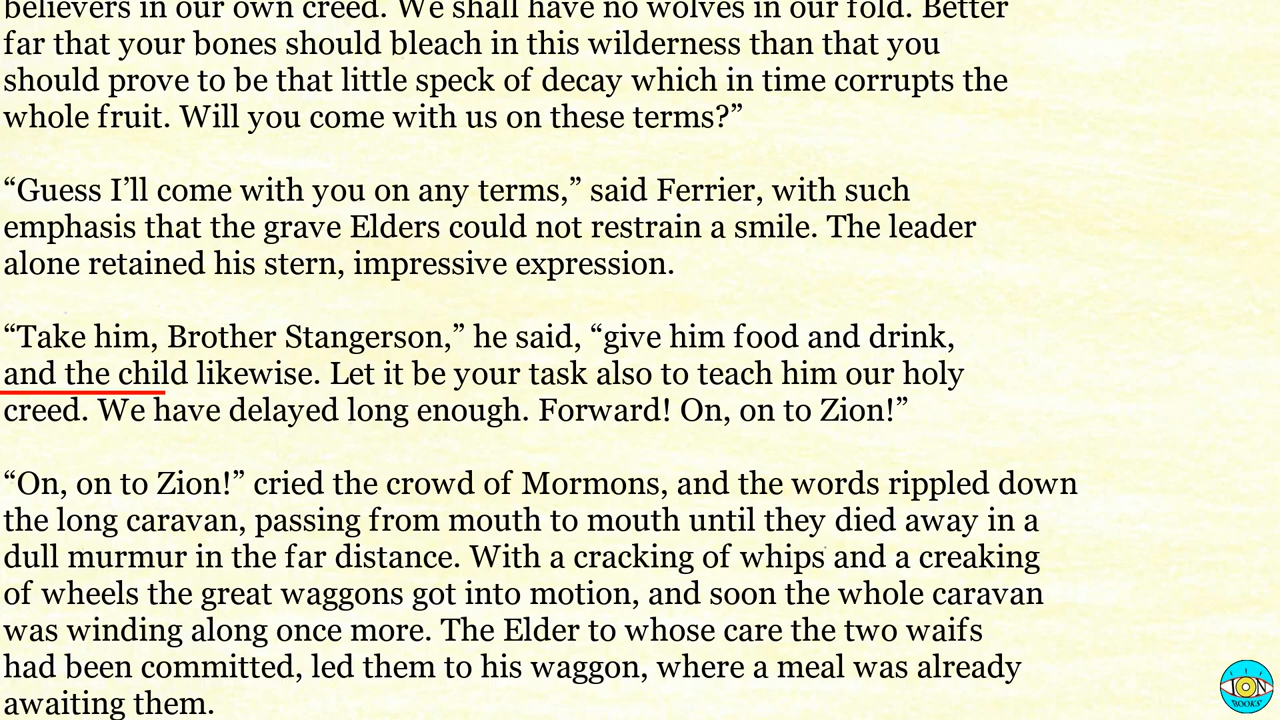 believers in our own creed. We shall have no wolves in our fold. Better
far that your bones should bleach in this wilderness than that you
should prove to be that little speck of decay which in time corrupts the
whole fruit. Will you come with us on these terms?”
“Guess I’ll come with you on any terms,” said Ferrier, with such
emphasis that the grave Elders could not restrain a smile. The leader
alone retained his stern, impressive expression.
“Take him, Brother Stangerson,” he said, “give him food and drink,
and the child likewise. Let it be your task also to teach him our holy
creed. We have delayed long enough. Forward! On, on to Zion!”
“On, on to Zion!” cried the crowd of Mormons, and the words rippled down
the long caravan, passing from mouth to mouth until they died away in a
dull murmur in the far distance. With a cracking of whips and a creaking
of wheels the great waggons got into motion, and soon the whole caravan
was winding along once more. The Elder to whose care the two waifs
had been committed, led them to his waggon, where a meal was already
awaiting them.
ION
BOOKS